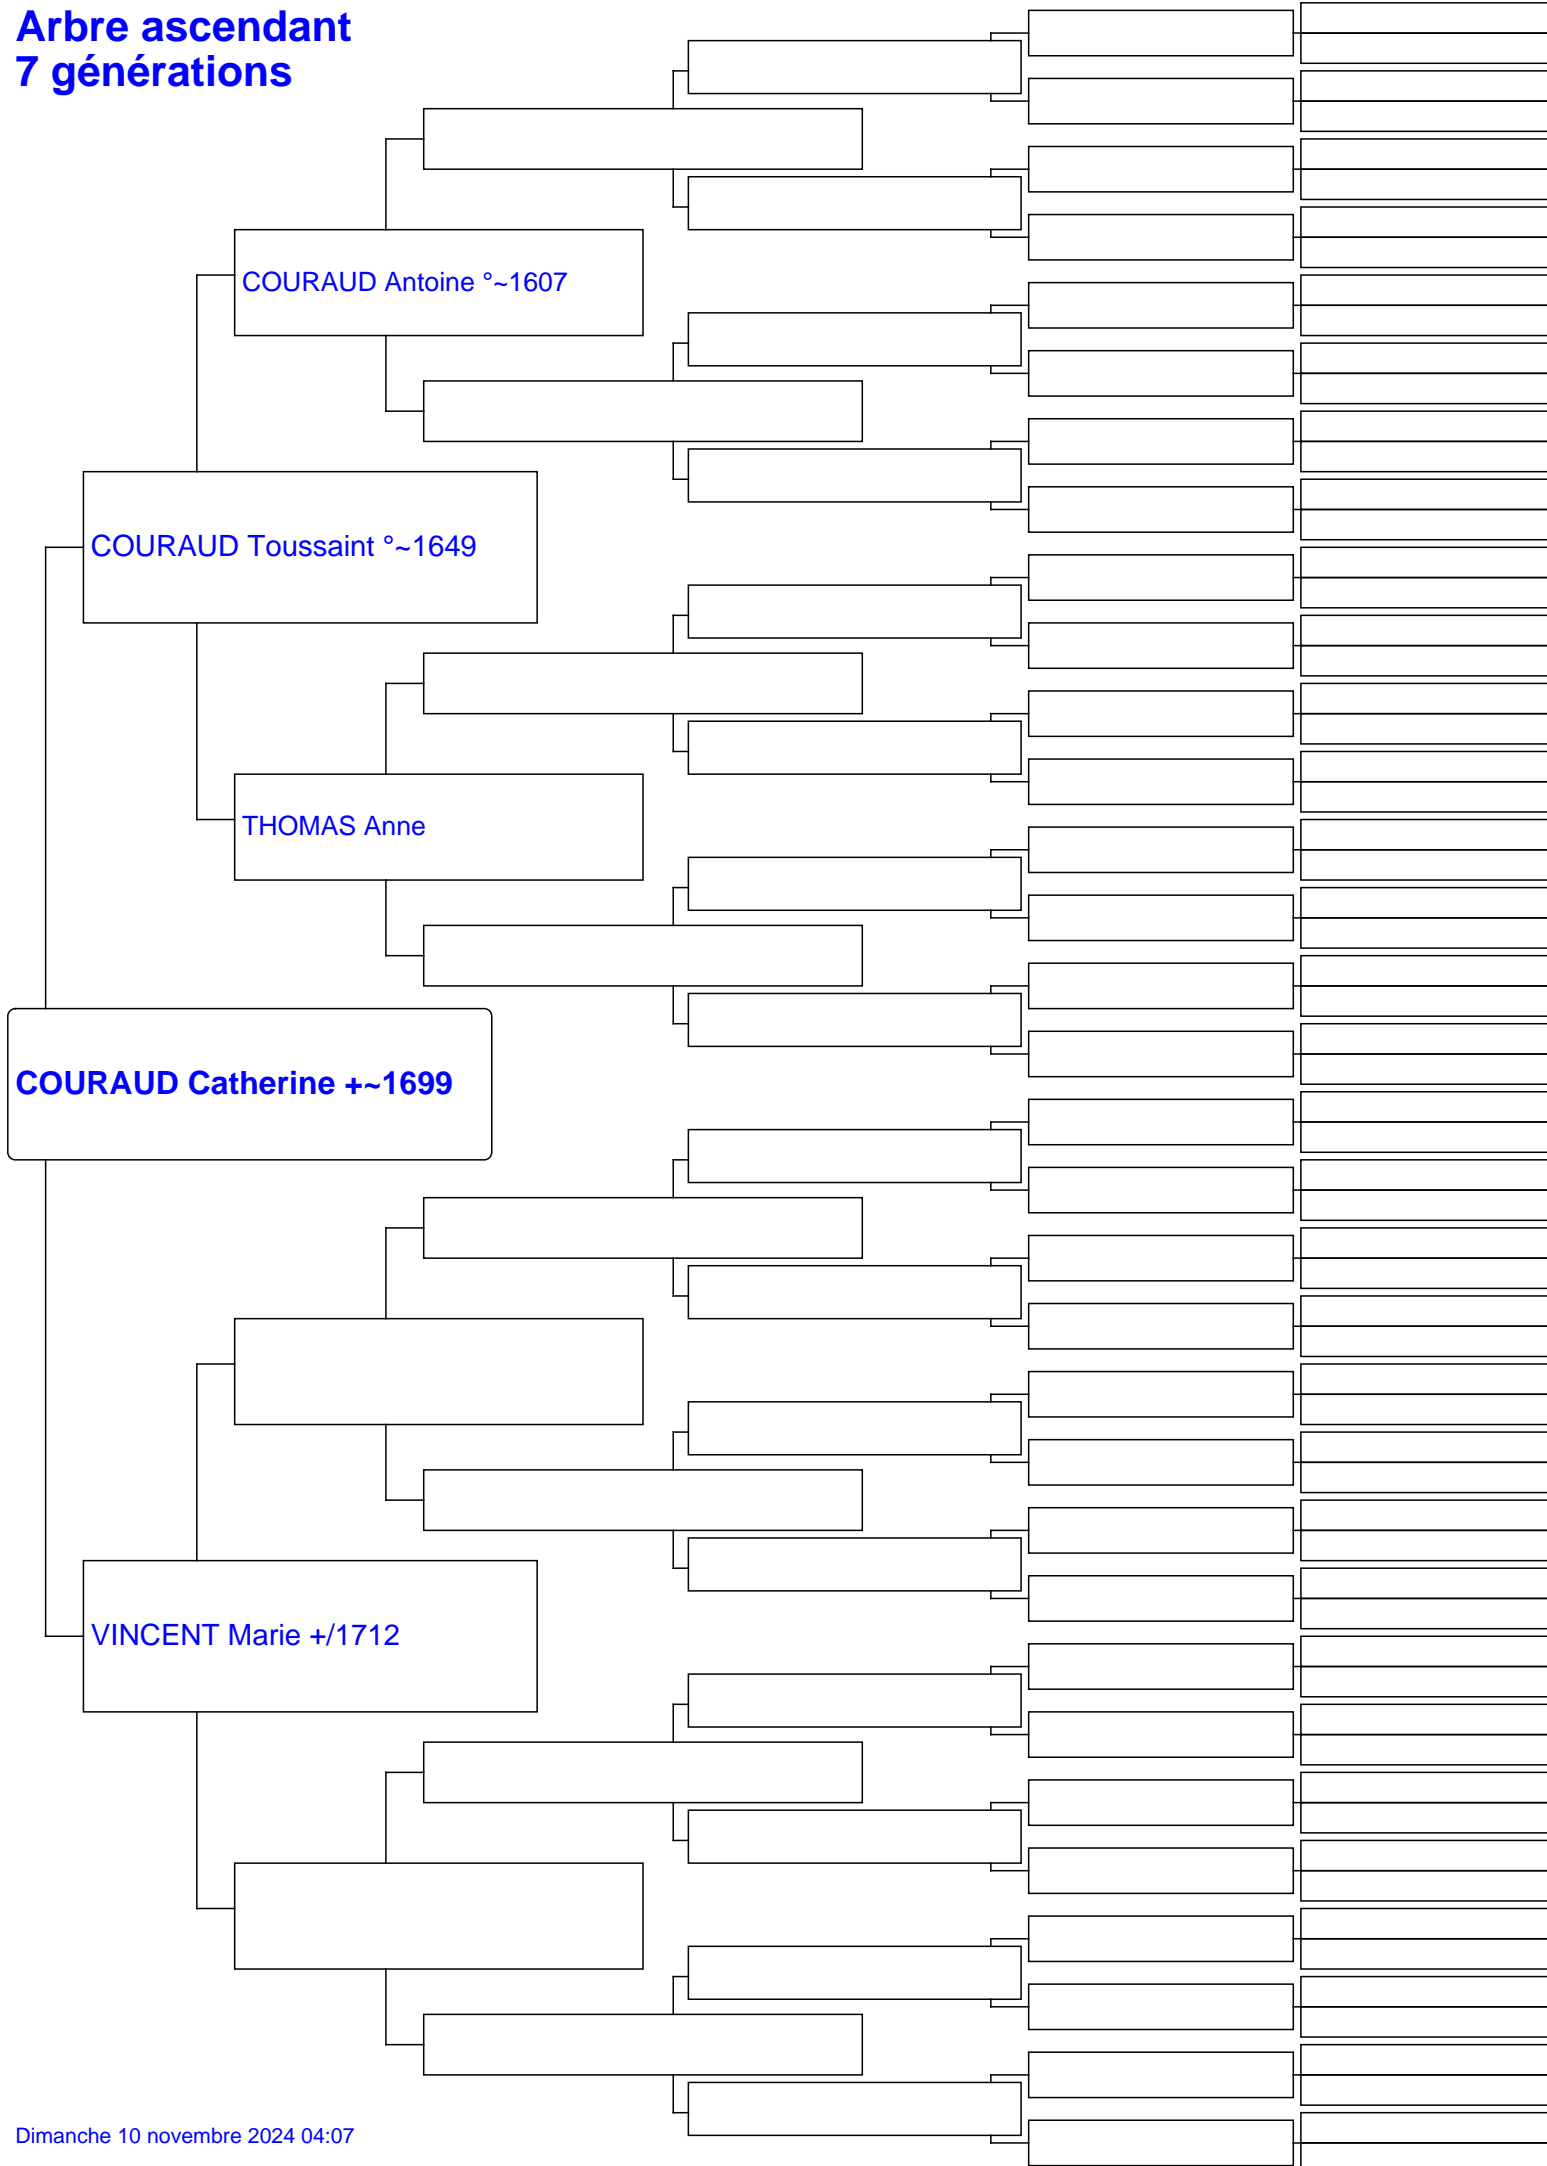 Arbre ascendant
7 générations
COURAUD Antoine °~1607
COURAUD Toussaint °~1649
THOMAS Anne
COURAUD Catherine +~1699
VINCENT Marie +/1712
Dimanche 10 novembre 2024 04:07